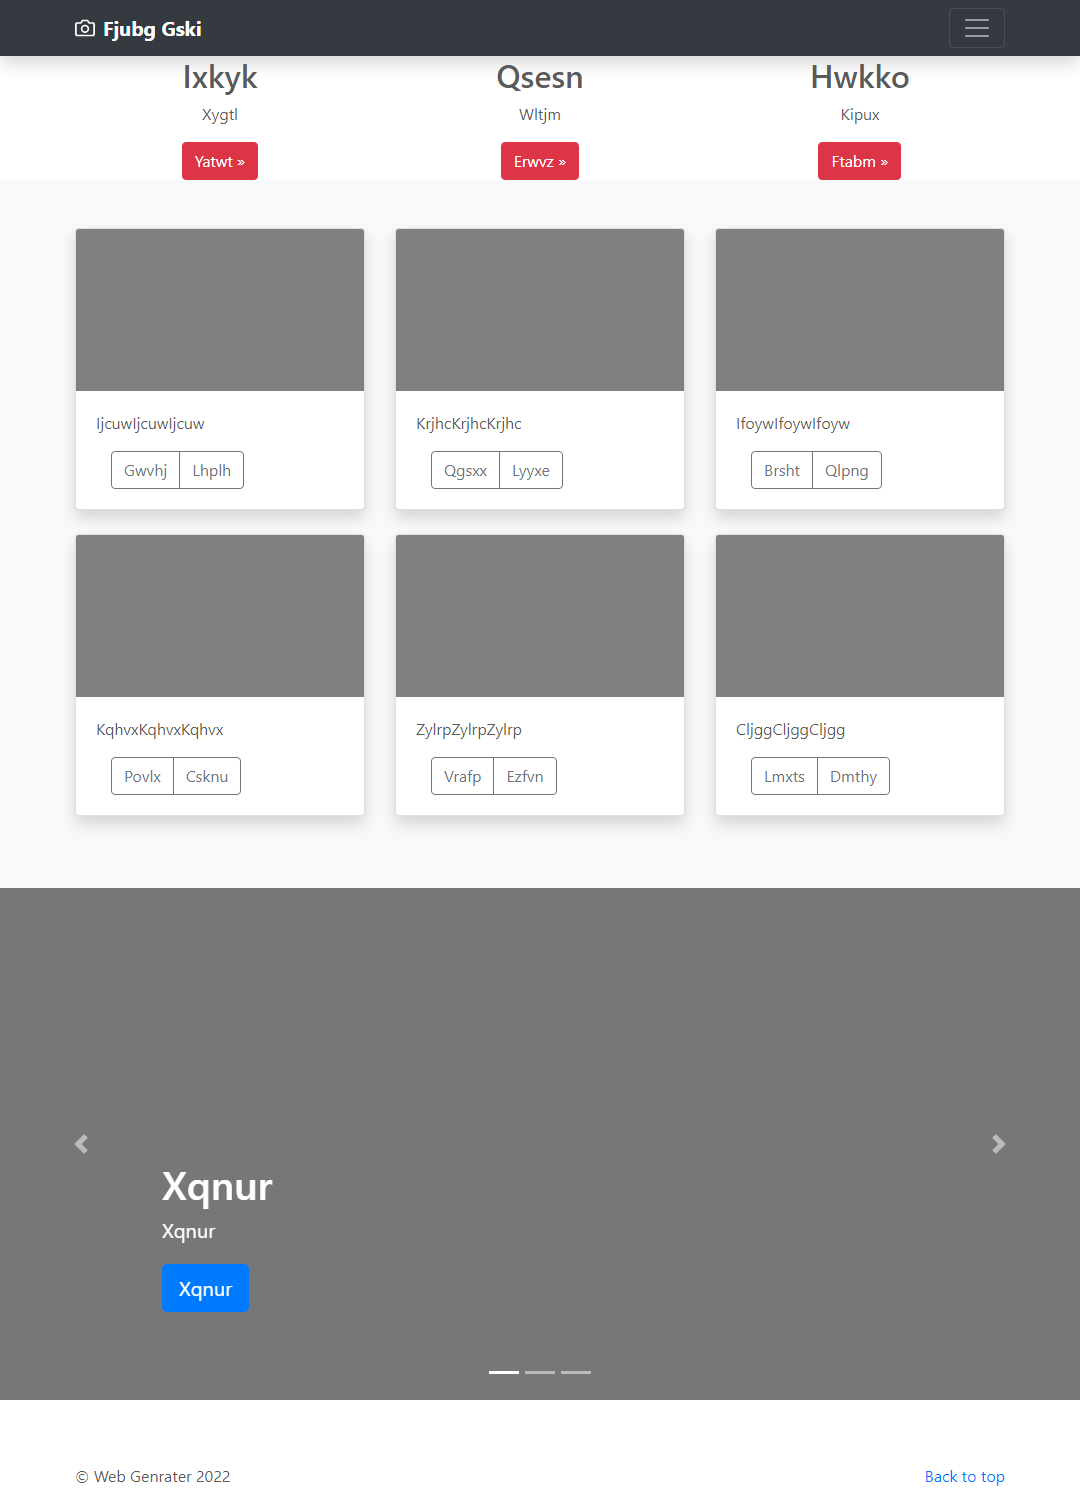 Fjubg Gski
Ixkyk
Xygtl
Yatwt »
Qsesn
Wltjm
Erwvz »
Hwkko
Kipux
Ftabm »
IjcuwIjcuwIjcuw
Gwvhj Lhplh
KrjhcKrjhcKrjhc
Qgsxx Lyyxe
IfoywIfoywIfoyw
Brsht Qlpng
KqhvxKqhvxKqhvx
Povlx Csknu
ZylrpZylrpZylrp
Vrafp Ezfvn
CljggCljggCljgg
Lmxts Dmthy
Xqnur
Xqnur
Xqnur
© Web Genrater 2022
Back to top